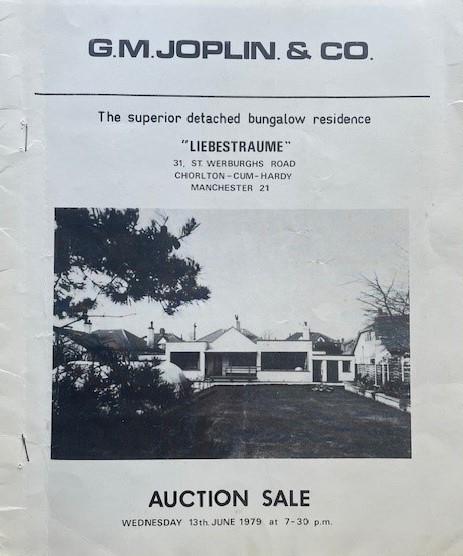 G.M.JOPLIN. & CO.
The superior detached bungalow residence
"LIEBESTRAUME"
31, ST. WERBURGHS ROAD
CHORLTON-CUM-HARDY
MANCHESTER 21
AUCTION SALE
WEDNESDAY 13th. JUNE 1979 at 7-30 p.m.